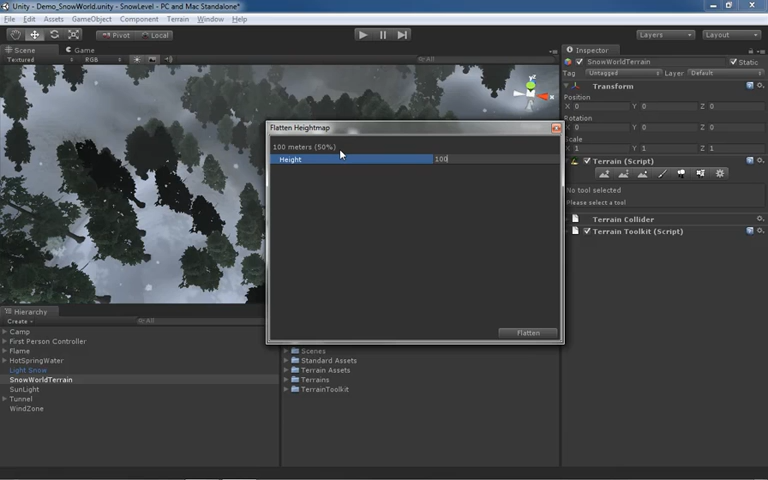 Unity - Demo_SnowWorld.unity - SnowLevel - PC and Mac Standalone*
File Edit Assets GameObject Component Terrain Window Help
Pivot Local Layers Layout
Scene Game
Textured RGB All
Inspector
SnowWorldTerrain Static
Tag Untagged Layer Default
Transform
Position
X 0 Y 0 Z 0
Rotation
X 0 Y 0 Z 0
Scale
X 1 Y 1 Z 1
Terrain (Script)
No tool selected
Please select a tool
Terrain Collider
Terrain Toolkit (Script)
Flatten Heightmap
100 meters (50%)
Height 100
Flatten
Hierarchy
Create All
Camp
First Person Controller
Flame
HotSpringWater
Light Snow
SnowWorldTerrain
SunLight
Tunnel
WindZone
Scenes
Standard Assets
Terrain Assets
Terrains
TerrainToolkit